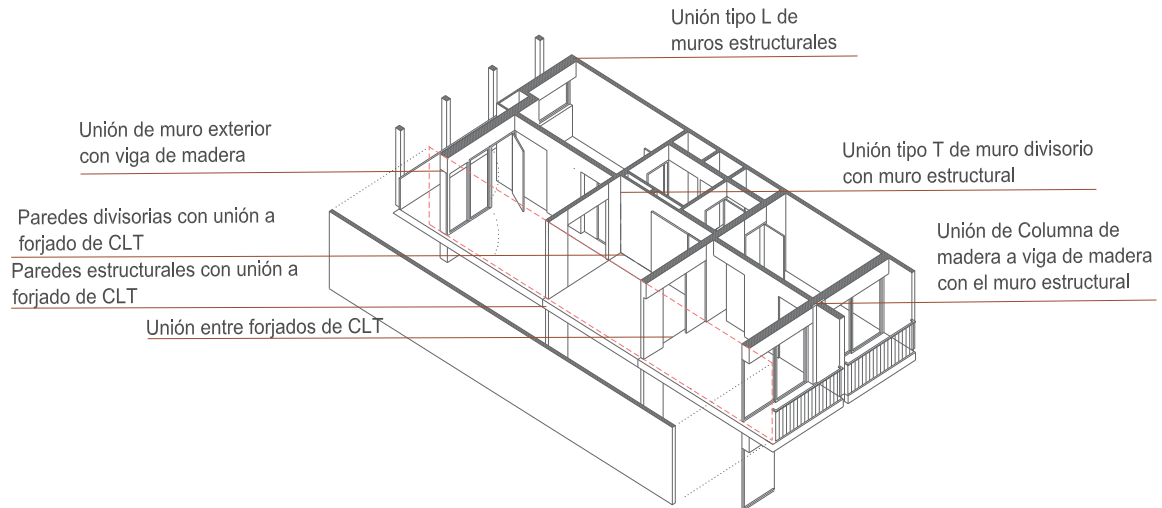 Unión tipo L de
muros estructurales
Unión de muro exterior
con viga de madera
Unión tipo T de muro divisorio
con muro estructural
Paredes divisorias con unión a
forjado de CLT
Unión de Columna de
madera a viga de madera
con el muro estructural
Paredes estructurales con unión a
forjado de CLT
Unión entre forjados de CLT